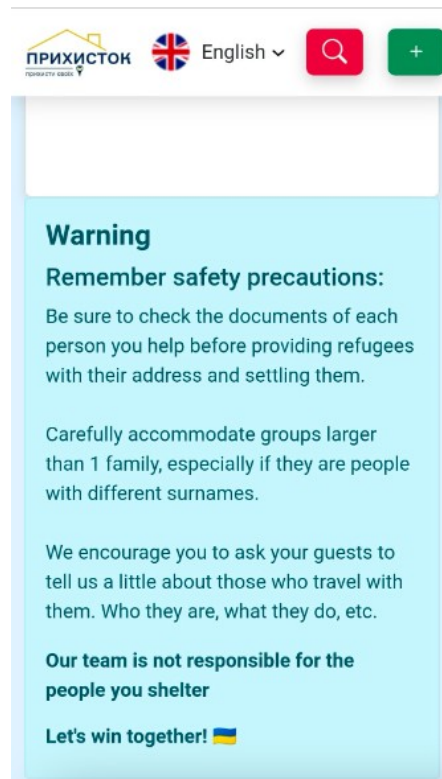 ПРИХИСТОК
прихисти своїх
English
+
Warning
Remember safety precautions:
Be sure to check the documents of each
person you help before providing refugees
with their address and settling them.
Carefully accommodate groups larger
than 1 family, especially if they are people
with different surnames.
We encourage you to ask your guests to
tell us a little about those who travel with
them. Who they are, what they do, etc.
Our team is not responsible for the
people you shelter
Let's win together! 🇺🇦